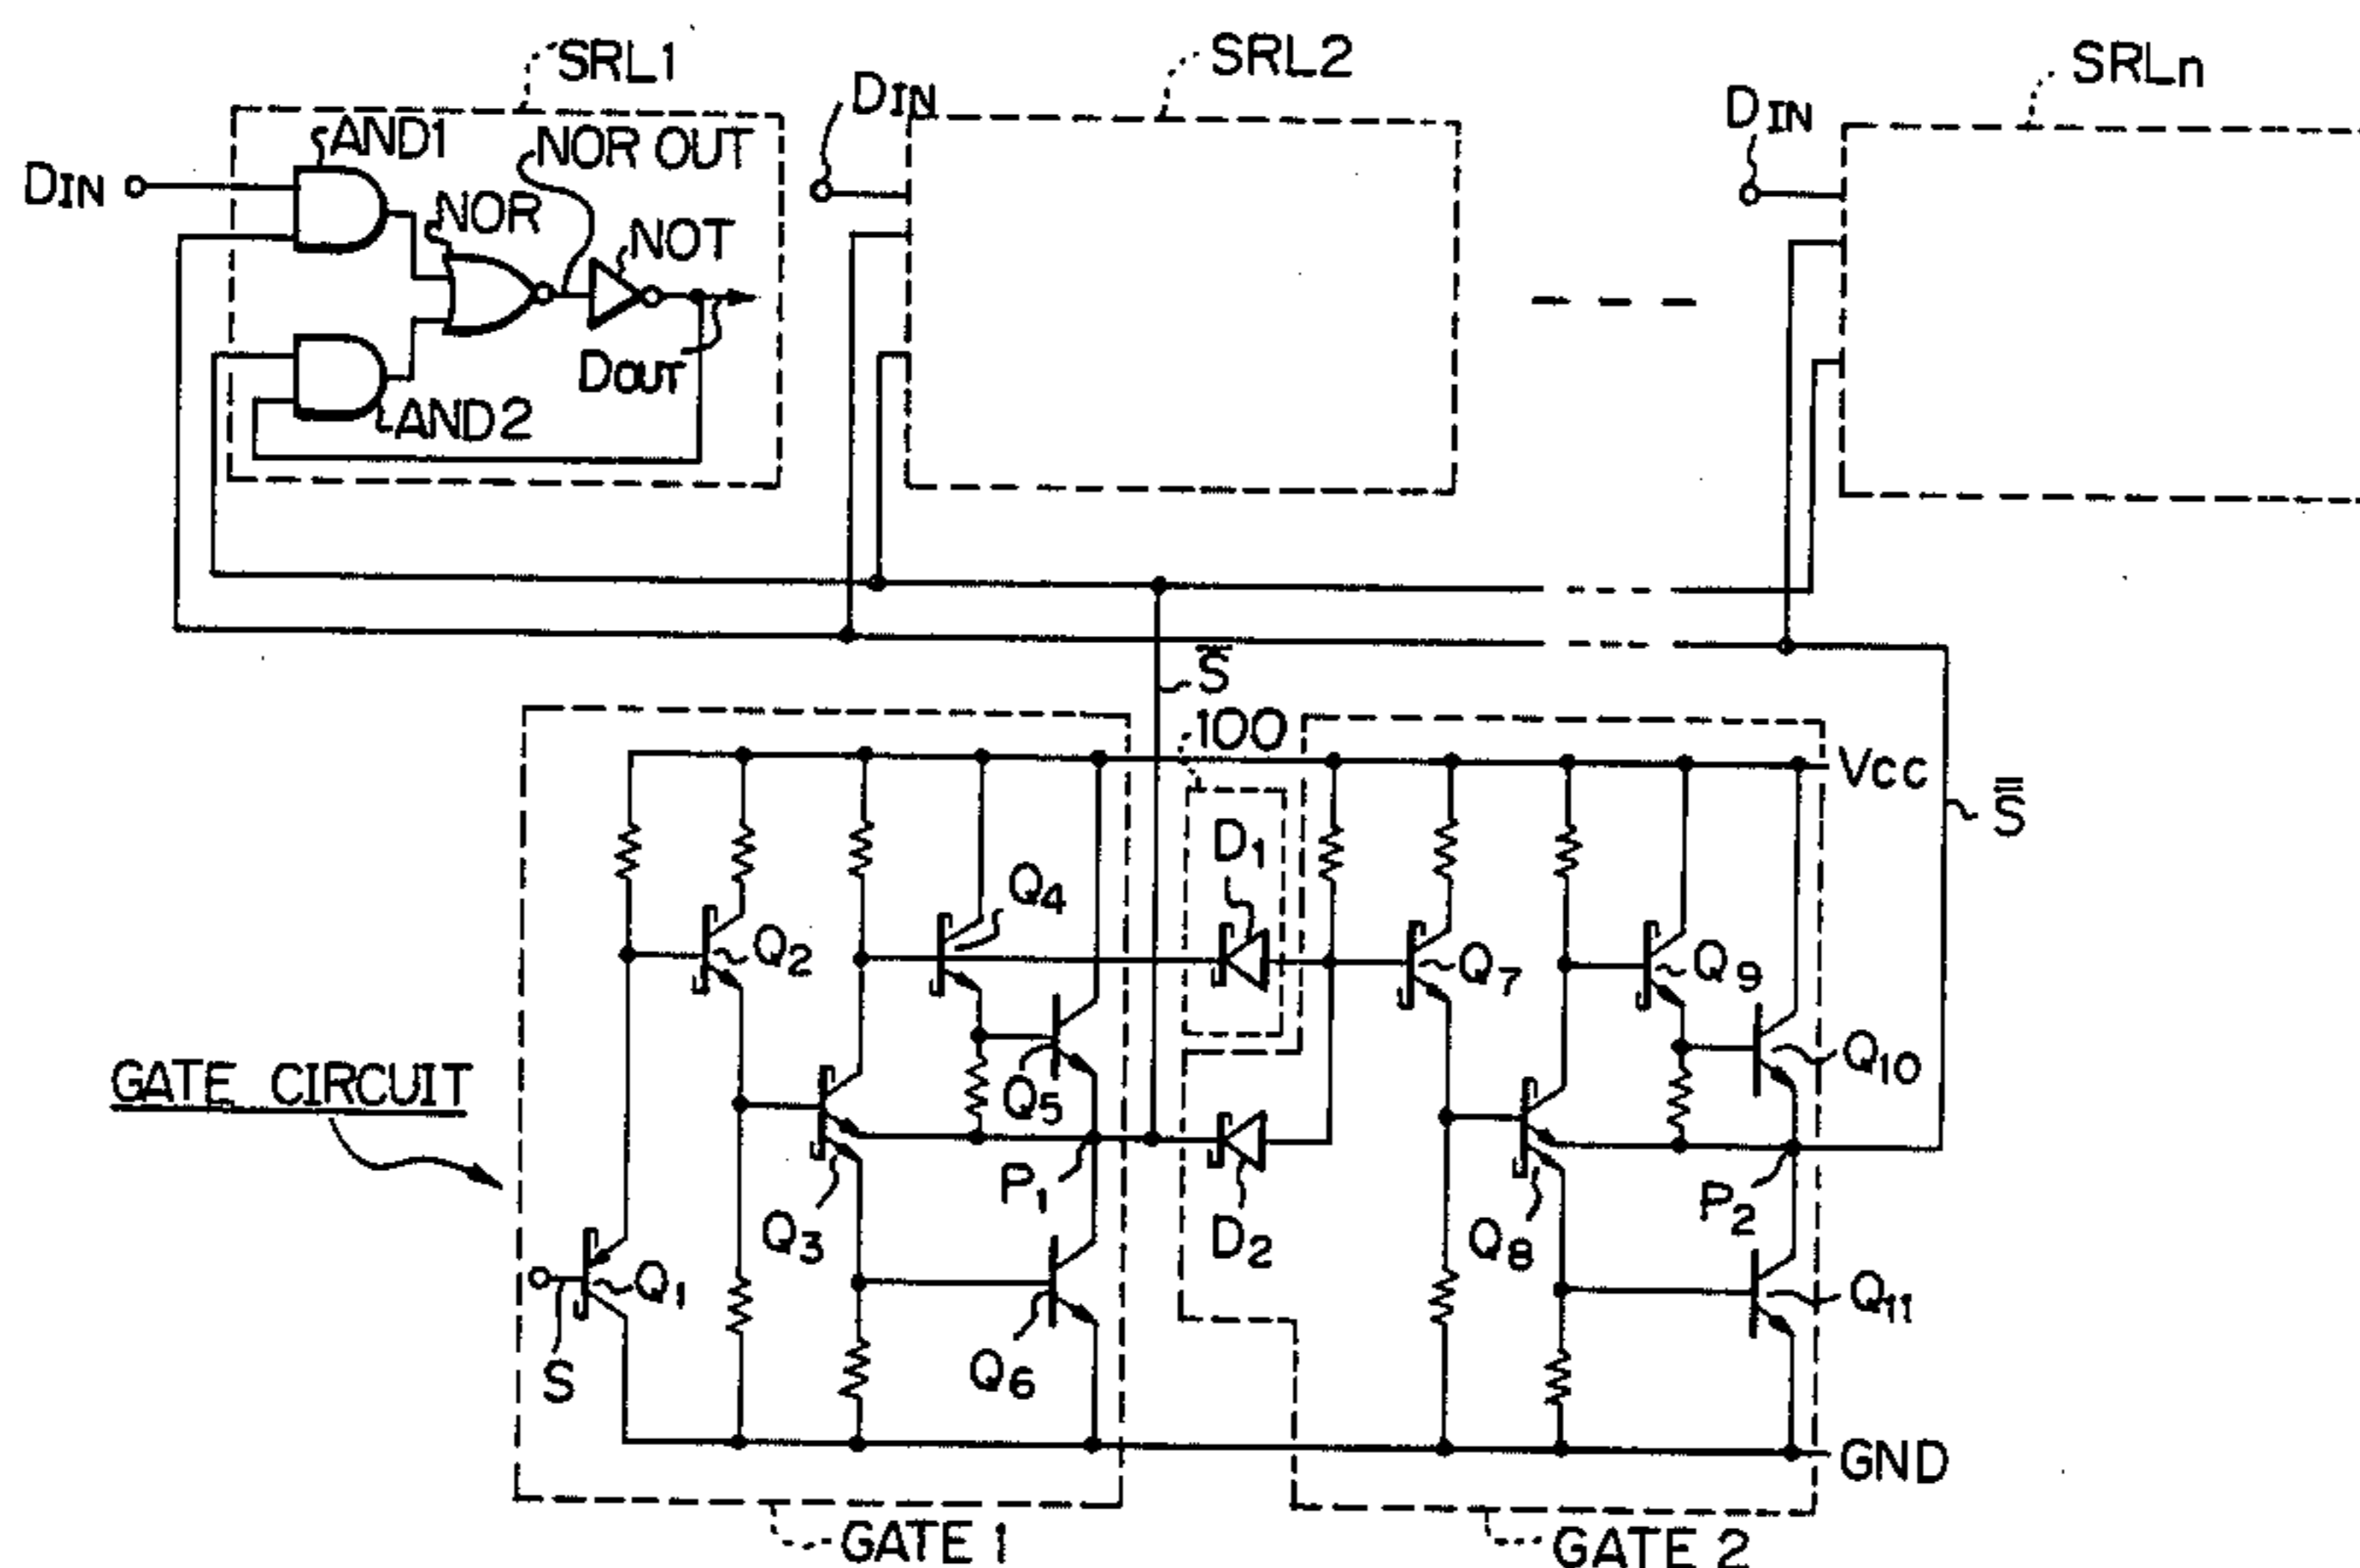 SRL1
SRL2
SRLn
DIN
DIN
DIN
AND1
NOR OUT
NOR
NOT
DOUT
AND2
S̅
100
VCC
S̿
D1
Q4
Q2
Q7
Q9
Q5
Q10
GATE CIRCUIT
P1
P2
Q3
D2
Q8
Q1
Q11
S
Q6
GND
GATE 1
GATE 2